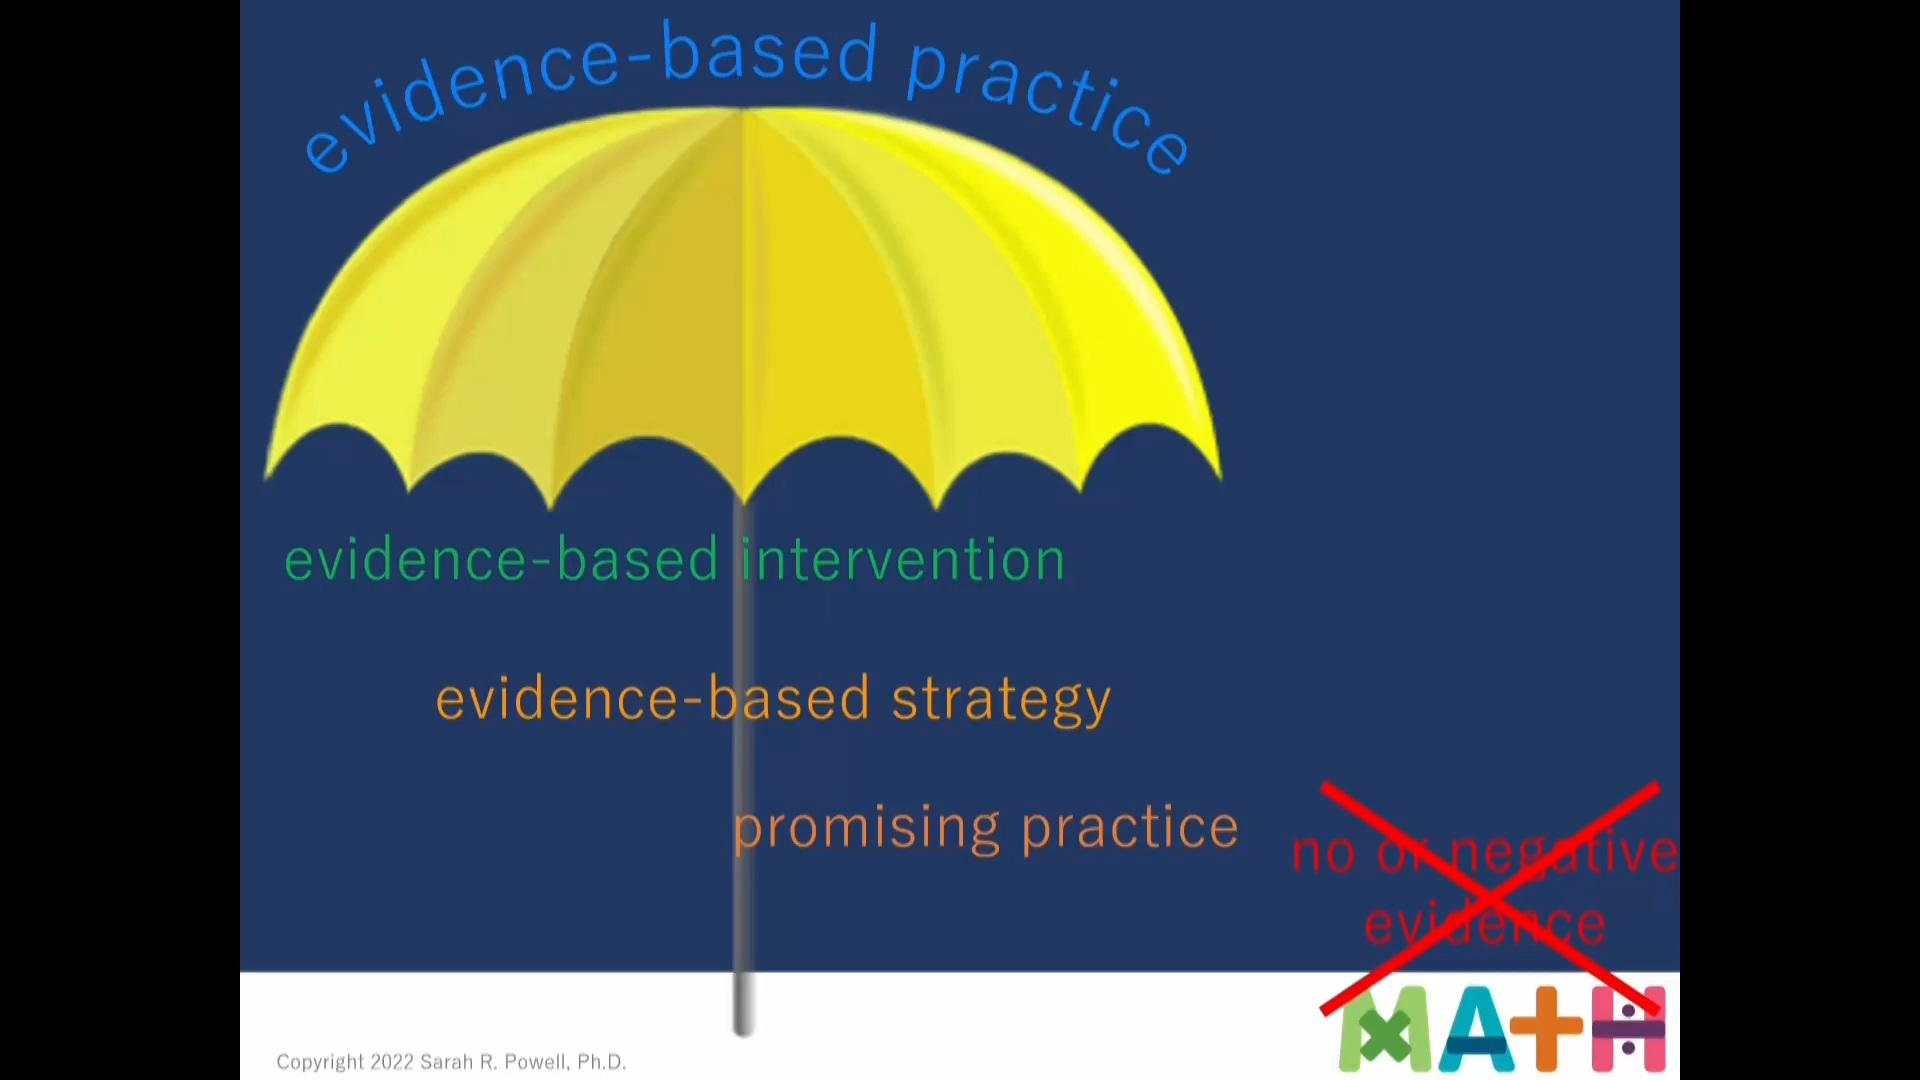 evidence-based practice
evidence-based intervention
evidence-based strategy
promising practice
no or negative
evidence
MATH
Copyright 2022 Sarah R. Powell, Ph.D.